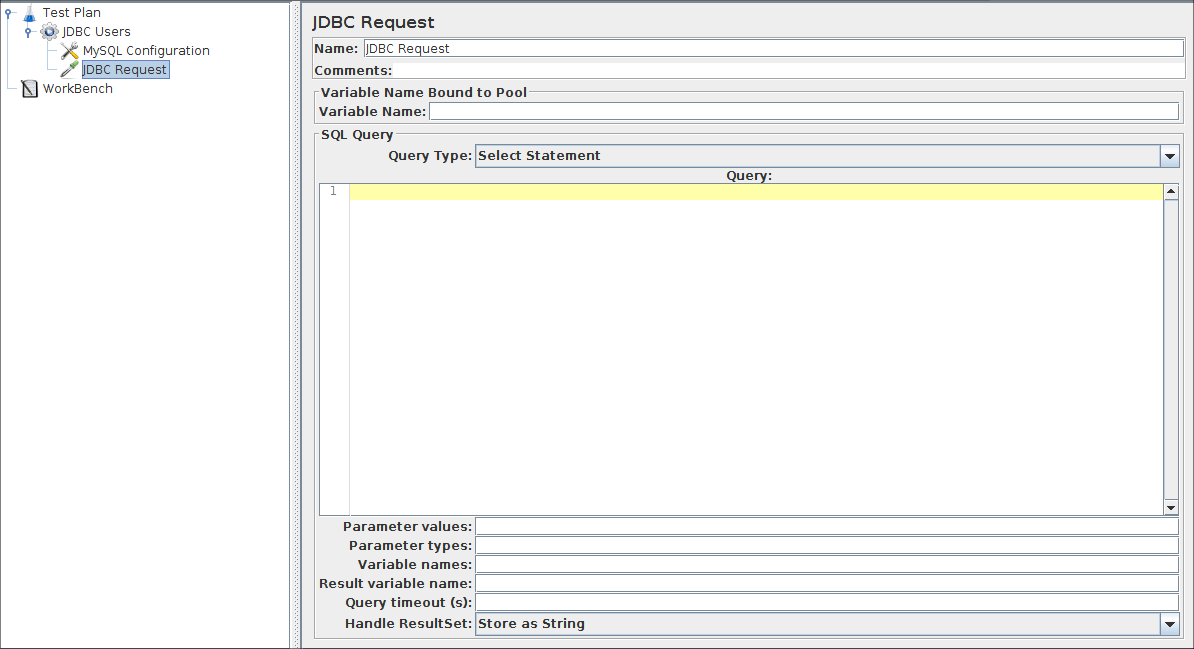 Test Plan
JDBC Users
MySQL Configuration
JDBC Request
WorkBench
JDBC Request
Name: JDBC Request
Comments:
Variable Name Bound to Pool
Variable Name:
SQL Query
Query Type: Select Statement
Query:
1
Parameter values:
Parameter types:
Variable names:
Result variable name:
Query timeout (s):
Handle ResultSet: Store as String